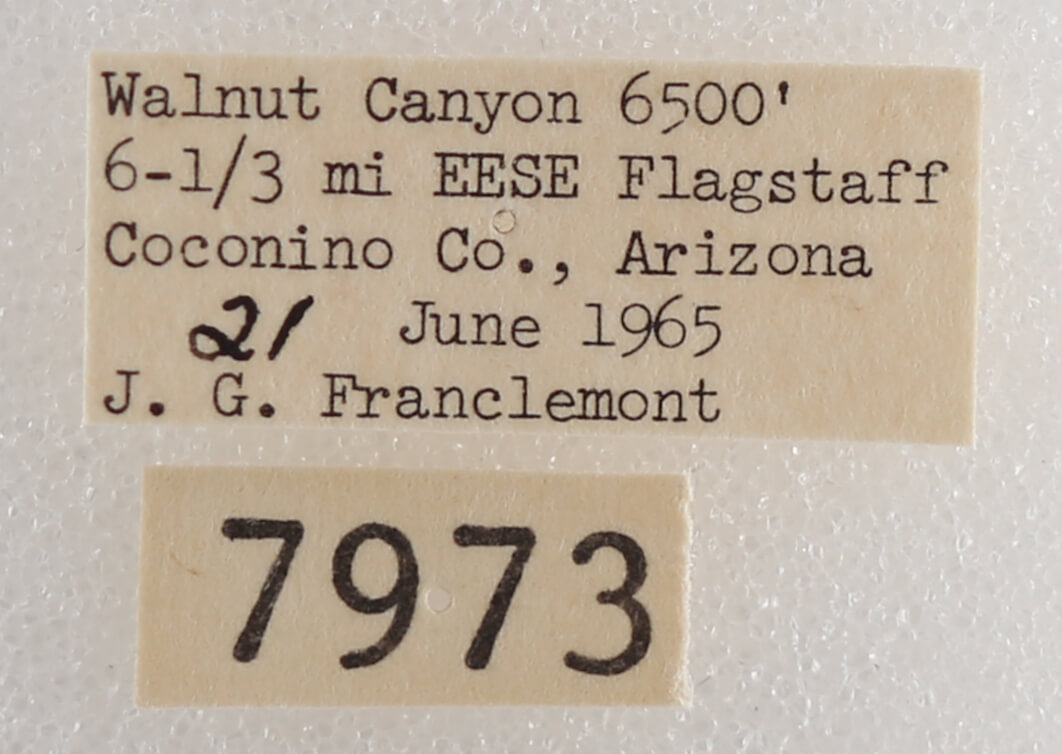 Walnut Canyon 6500'
6-1/3 mi EESE Flagstaff
Coconino Co., Arizona
21 June 1965
J. G. Franclemont
7973